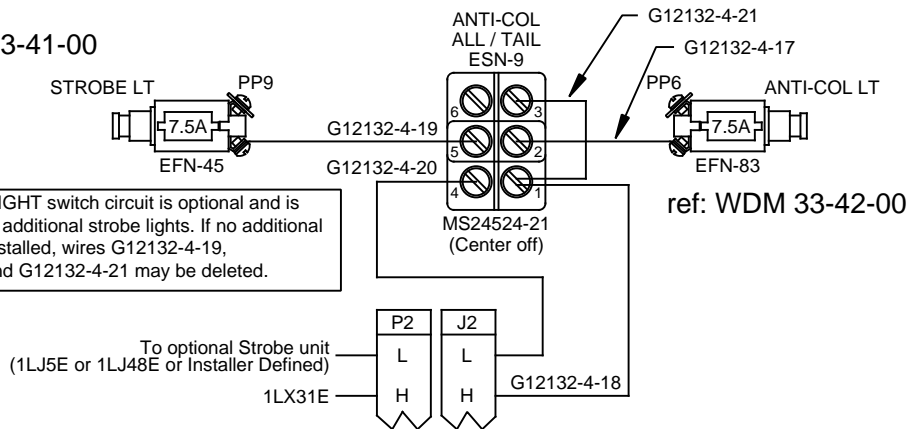 3-41-00
ANTI-COL
ALL / TAIL
ESN-9
G12132-4-21
G12132-4-17
STROBE LT
PP9
7.5A
EFN-45
G12132-4-19
G12132-4-20
6
3
5
2
4
1
PP6
ANTI-COL LT
7.5A
EFN-83
MS24524-21
(Center off)
ref: WDM 33-42-00
IGHT switch circuit is optional and is
additional strobe lights. If no additional
stalled, wires G12132-4-19,
d G12132-4-21 may be deleted.
P2
J2
To optional Strobe unit
(1LJ5E or 1LJ48E or Installer Defined)
L
L
1LX31E
H
H
G12132-4-18